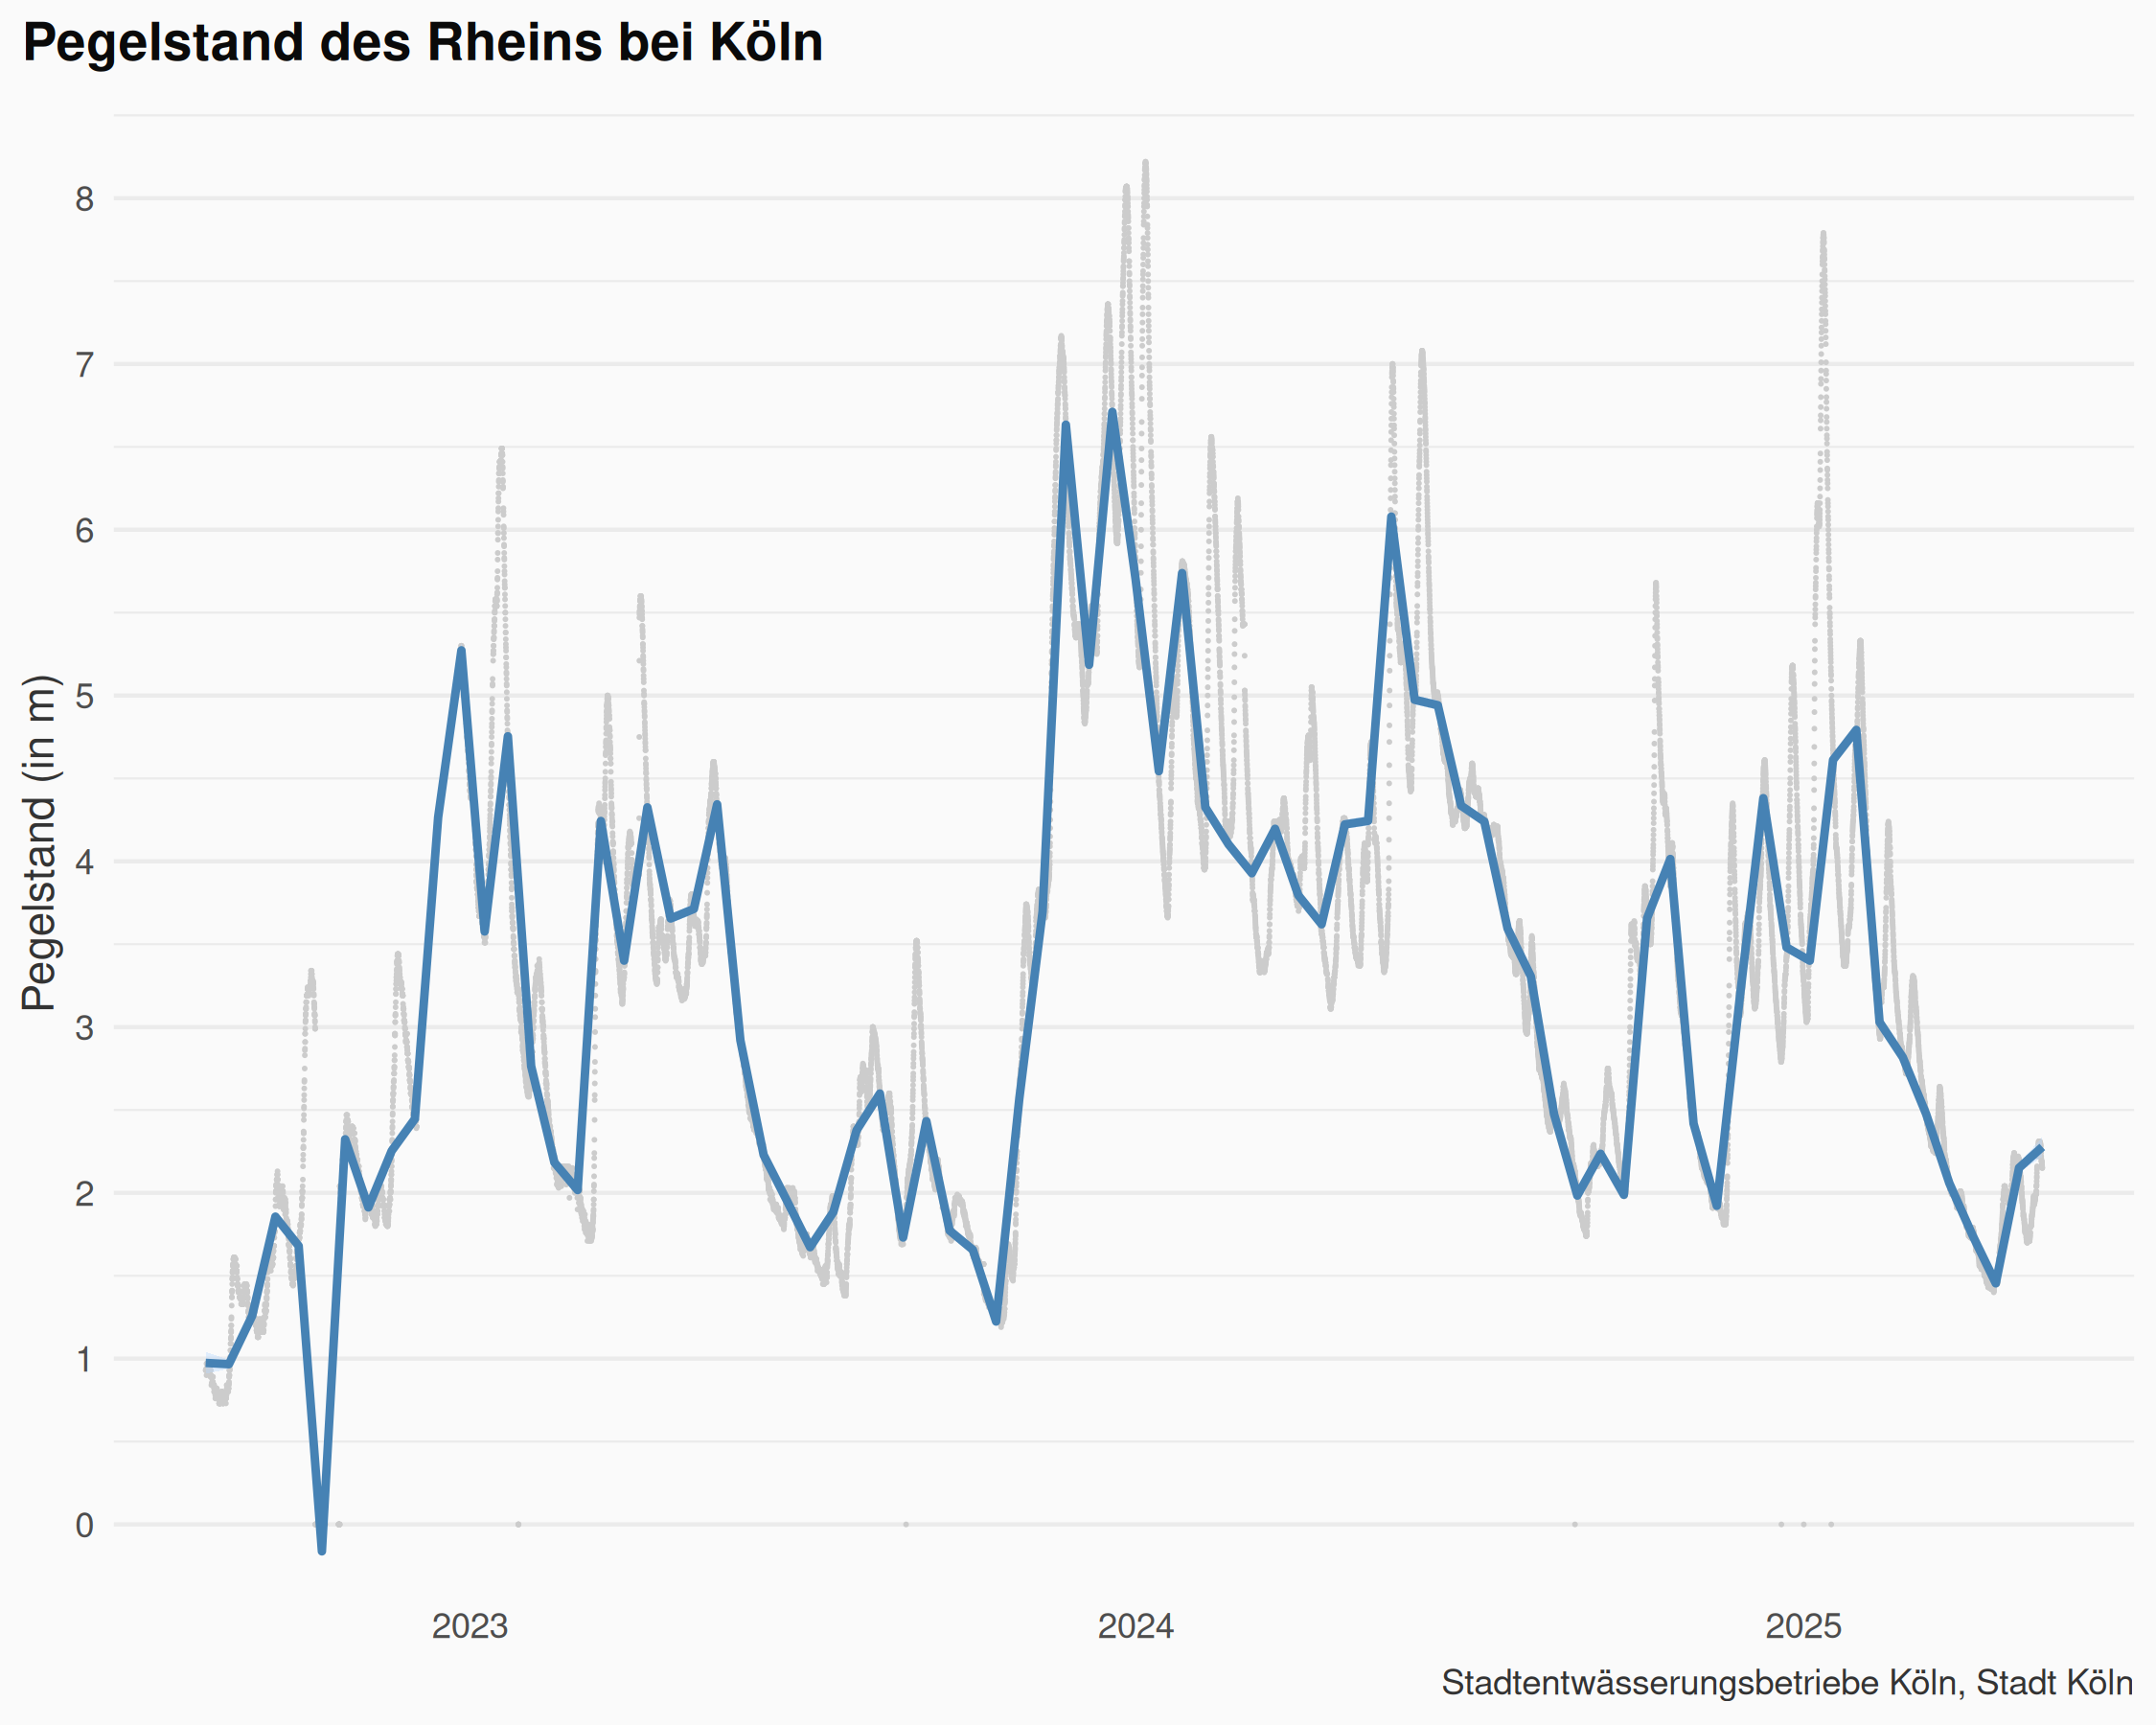 Pegelstand des Rheins bei Köln
Pegelstand (in m)
8
7
6
5
4
3
2
1
0
2023 2024 2025
Stadtentwässerungsbetriebe Köln, Stadt Köln